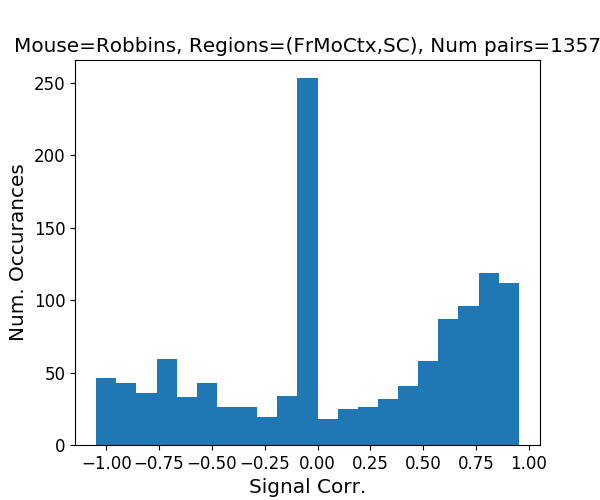 Mouse=Robbins, Regions=(FrMoCtx,SC), Num pairs=1357
250
200
150
100
50
0
Num. Occurances
−1.00 −0.75 −0.50 −0.25 0.00 0.25 0.50 0.75 1.00
Signal Corr.